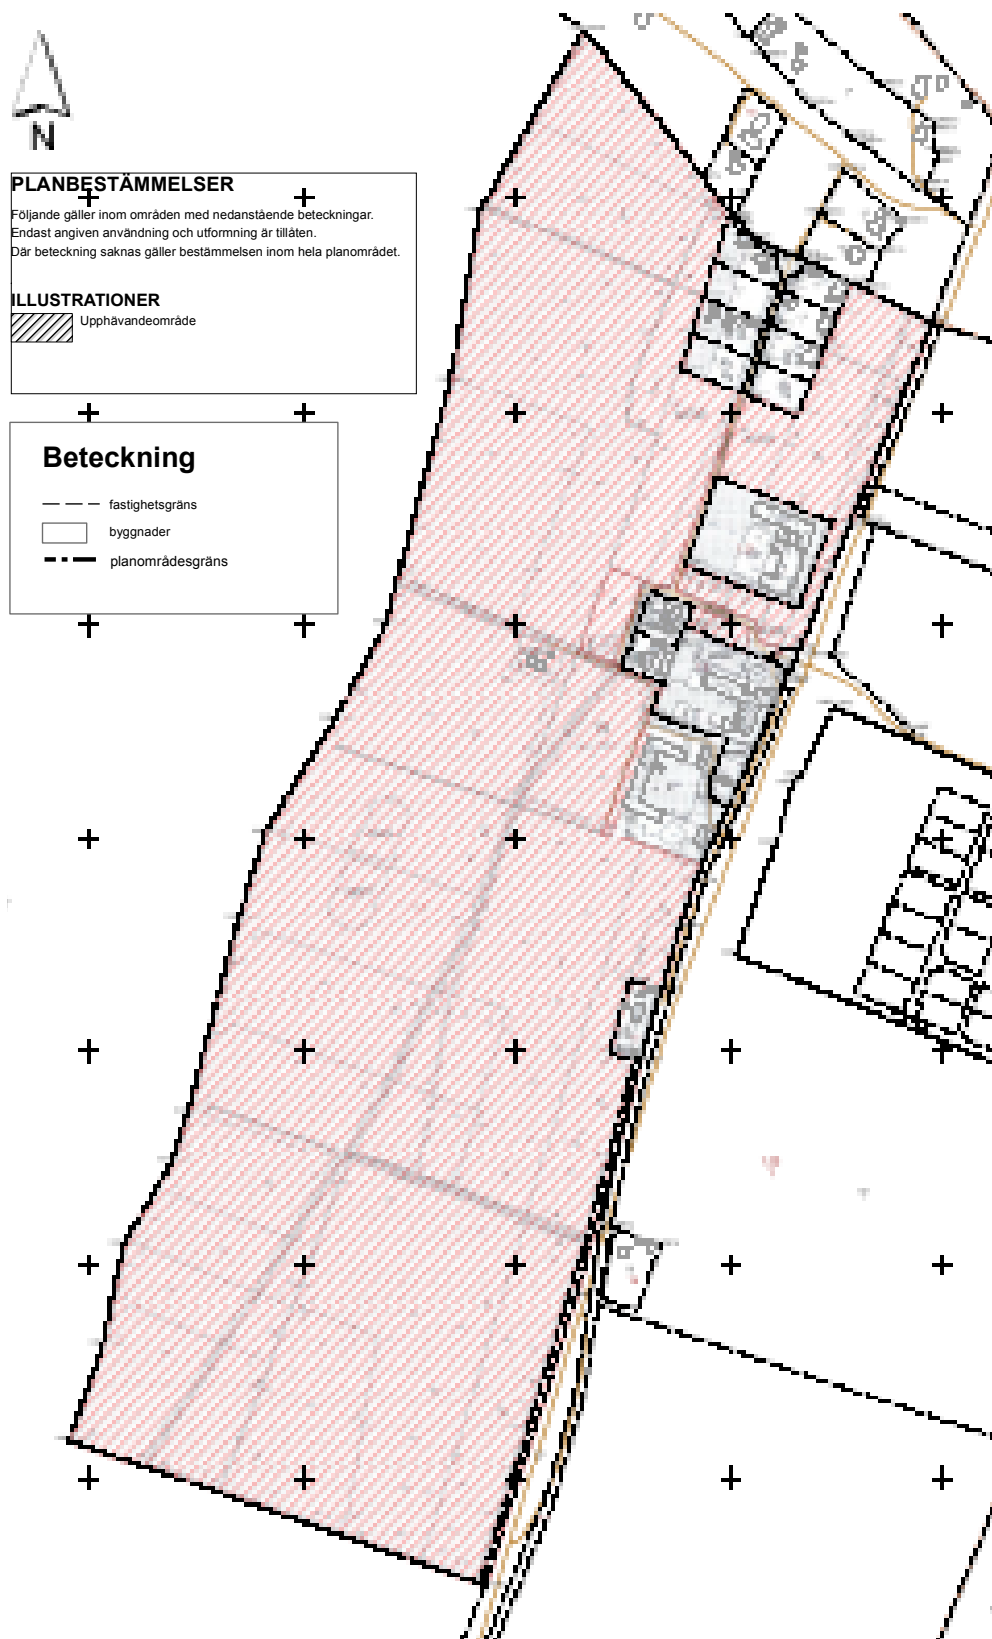 N
PLANBESTÄMMELSER
Följande gäller inom områden med nedanstående beteckningar.
Endast angiven användning och utformning är tillåten.
Där beteckning saknas gäller bestämmelsen inom hela planområdet.
ILLUSTRATIONER
Upphävandeområde
Beteckning
fastighetsgräns
byggnader
planområdesgräns